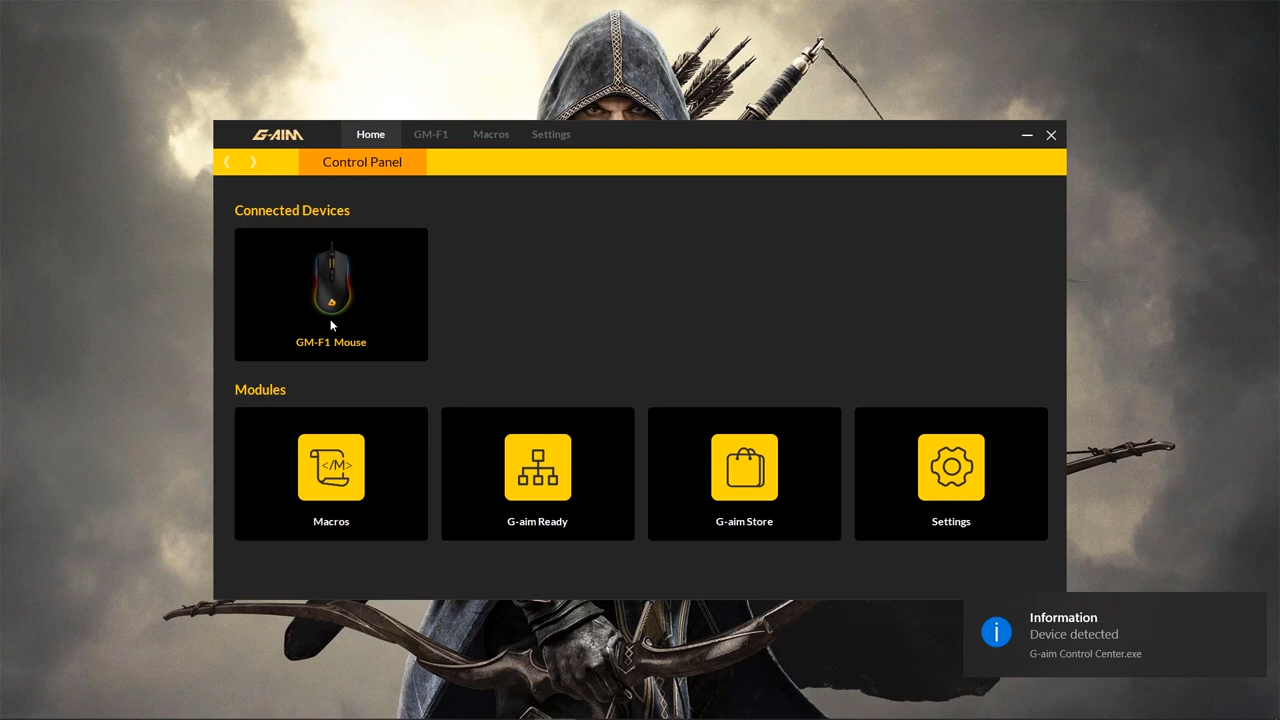 G-AIM
Home
GM-F1
Macros
Settings
Control Panel
Connected Devices
GM-F1 Mouse
Modules
</M>
Macros
G-aim Ready
G-aim Store
Settings
Information
Device detected
G-aim Control Center.exe